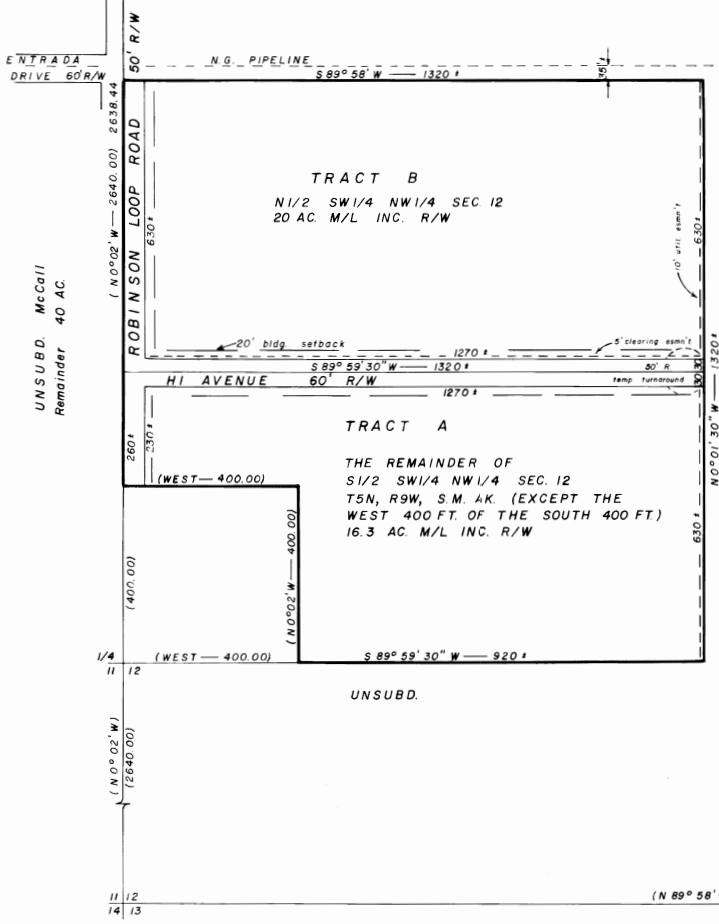 50' R/W
ENTRADA
DRIVE 60'R/W
N.G. PIPELINE
S 89° 58' W — 1320 ±
35'
2638.44
(N0°02' W — 2640.00)
ROBINSON LOOP ROAD
630±
TRACT B
N1/2 SW1/4 NW1/4 SEC. 12
20 AC. M/L INC. R/W
630±
10' util. esmn't.
UNSUBD. McCall
Remainder 40 AC.
20' bldg. setback
5' clearing esmn't.
1270 ±
S 89° 59' 30" W — 1320 ±
50' R
30 30
HI AVENUE 60' R/W
temp turnaround
1270 ±
N0°01'30" W — 1320±
260±
230±
TRACT A
THE REMAINDER OF
S1/2 SW1/4 NW1/4 SEC. 12
T5N, R9W, S.M. AK. (EXCEPT THE
WEST 400 FT. OF THE SOUTH 400 FT.)
16.3 AC. M/L INC. R/W
(WEST — 400.00)
(N0°02' W — 400.00)
630±
(400.00)
1/4
(WEST — 400.00)
S 89° 59' 30" W — 920 ±
11 12
UNSUBD.
(N0°02' W)
(2640.00)
11 12
14 13
(N 89° 58'